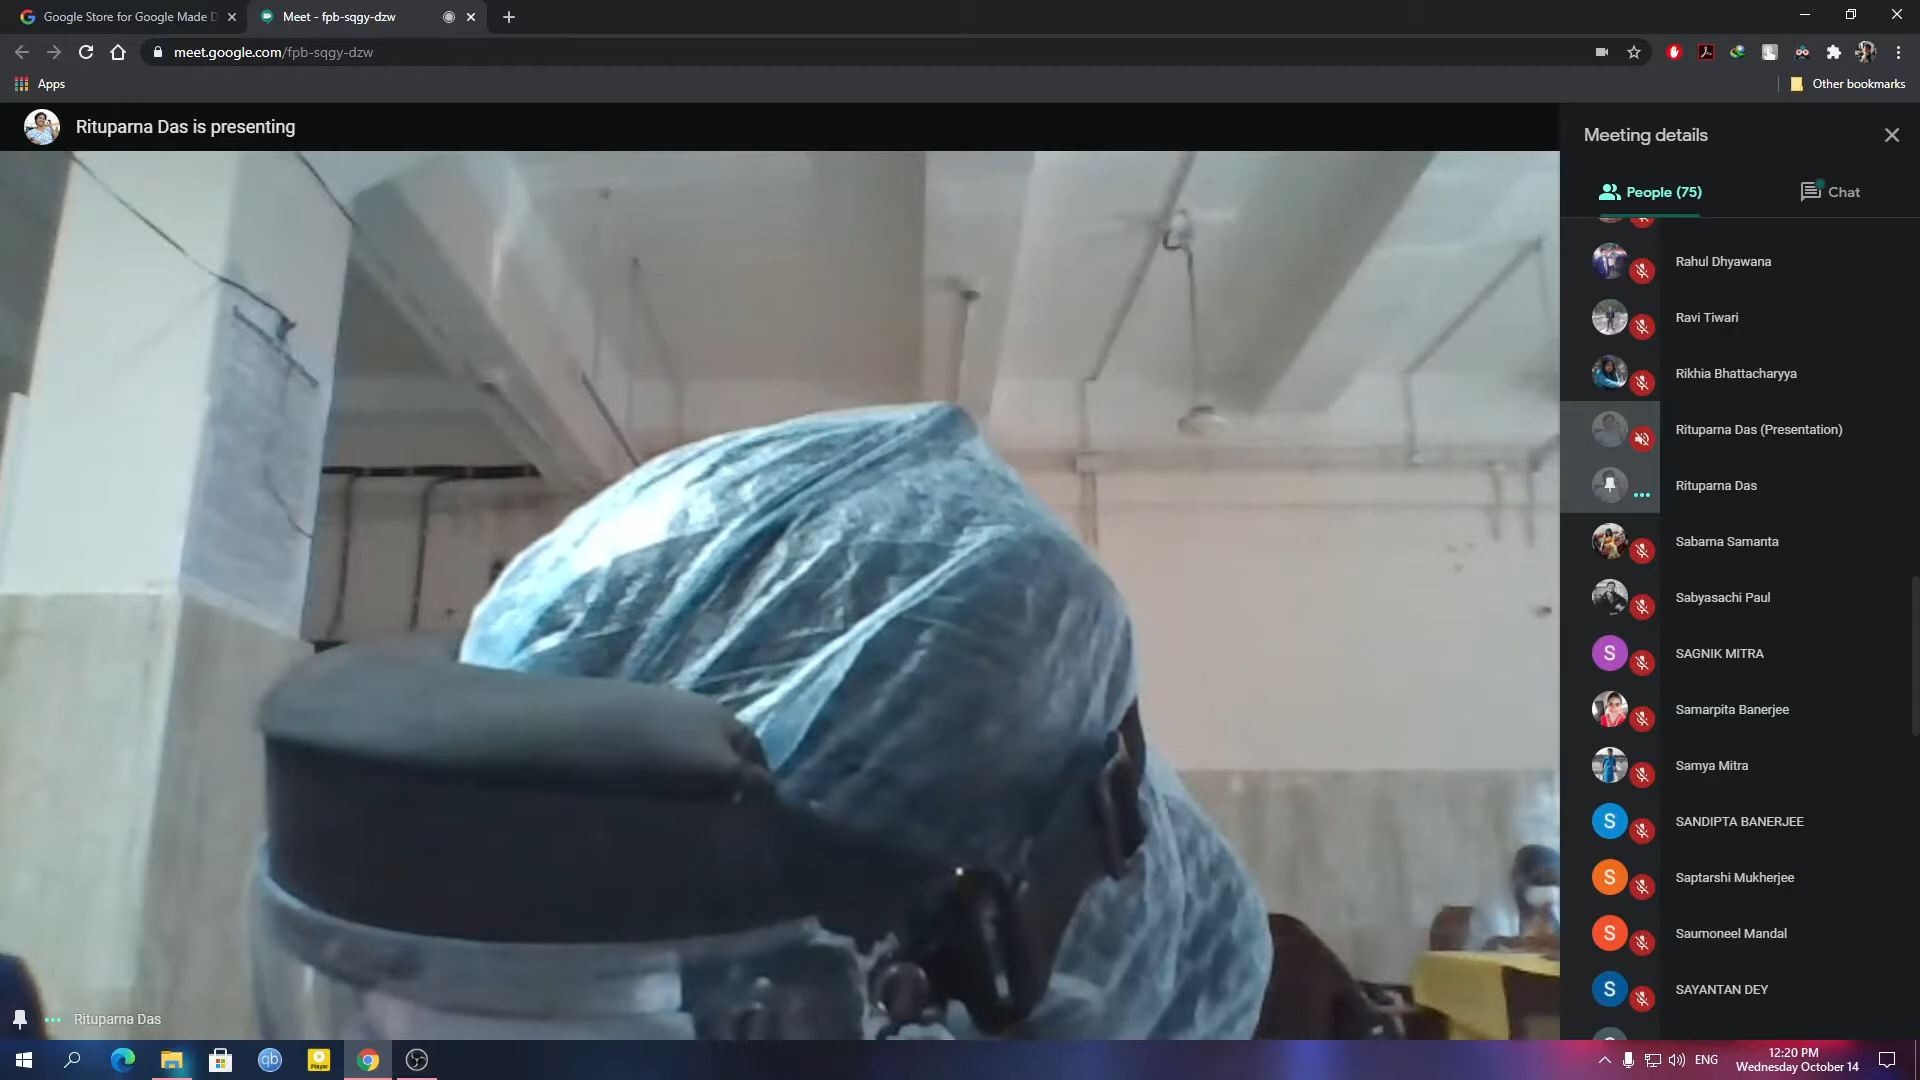 Google Store for Google Made D
Meet - fpb-sqgy-dzw
meet.google.com/fpb-sqgy-dzw
Apps
Other bookmarks
Rituparna Das is presenting
Meeting details
People (75)
Chat
Rahul Dhyawana
Ravi Tiwari
Rikhia Bhattacharyya
Rituparna Das (Presentation)
Rituparna Das
Sabarna Samanta
Sabyasachi Paul
S
SAGNIK MITRA
Samarpita Banerjee
Samya Mitra
S
SANDIPTA BANERJEE
S
Saptarshi Mukherjee
S
Saumoneel Mandal
S
SAYANTAN DEY
Rituparna Das
qb
Player
ENG
12:20 PM
Wednesday October 14